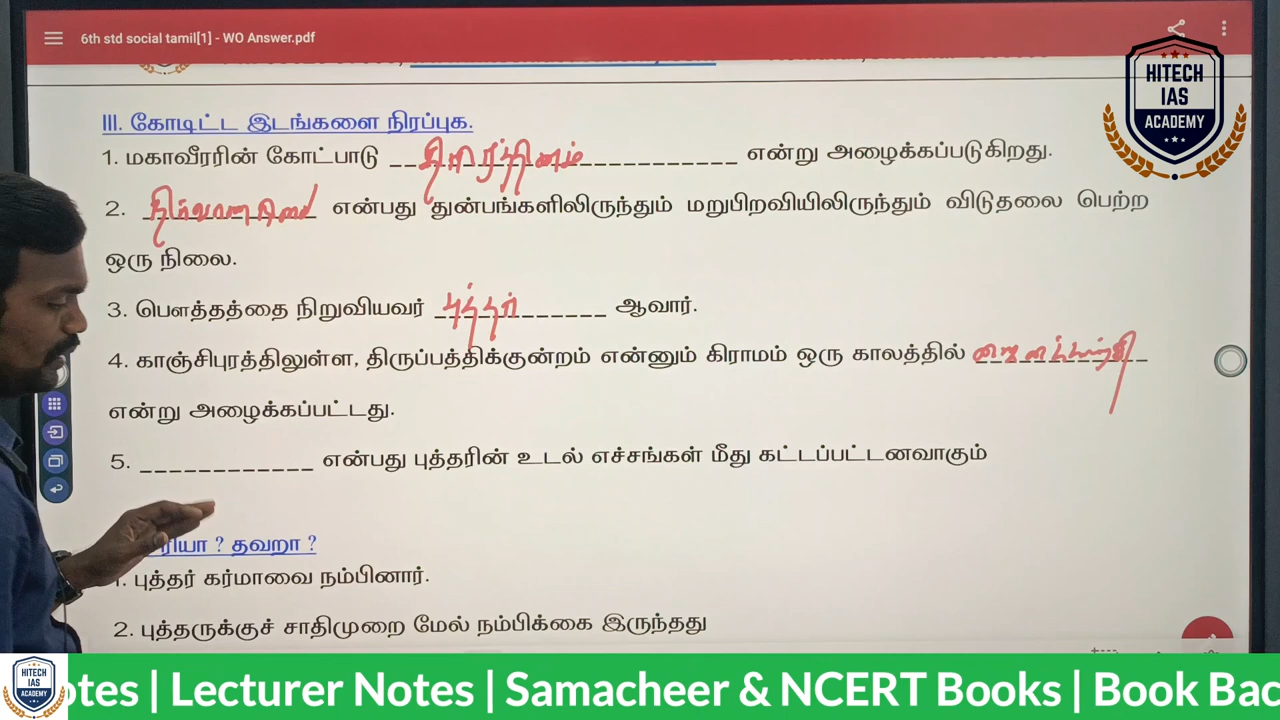 6th std social tamil[1] - WO Answer.pdf
HITECH
IAS
ACADEMY
III. கோடிட்ட இடங்களை நிரப்புக.
1. மகாவீரரின் கோட்பாடு __திரிரத்தினம்__________ என்று அழைக்கப்படுகிறது.
2. நிர்வாணநிலை என்பது துன்பங்களிலிருந்தும் மறுபிறவியிலிருந்தும் விடுதலை பெற்ற
ஒரு நிலை.
3. பௌத்தத்தை நிறுவியவர் _புத்தர்______ ஆவார்.
4. காஞ்சிபுரத்திலுள்ள, திருப்பத்திக்குன்றம் என்னும் கிராமம் ஒரு காலத்தில் ஜைனக்காஞ்சி_
என்று அழைக்கப்பட்டது.
5. ____________ என்பது புத்தரின் உடல் எச்சங்கள் மீது கட்டப்பட்டனவாகும்
ரியா ? தவறா ?
1. புத்தர் கர்மாவை நம்பினார்.
2. புத்தருக்குச் சாதிமுறை மேல் நம்பிக்கை இருந்தது
HITECH
IAS
ACADEMY
otes | Lecturer Notes | Samacheer & NCERT Books | Book Bac